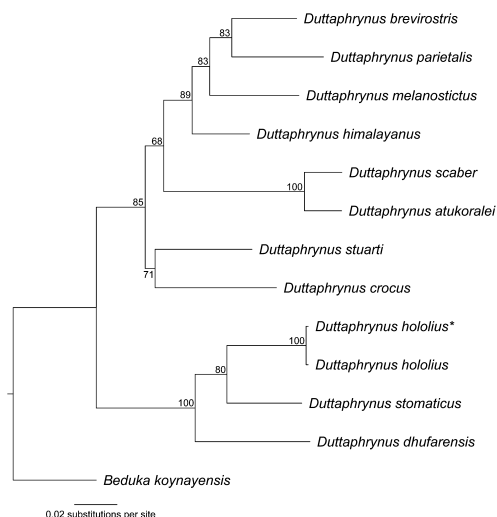 Duttaphrynus brevirostris
83
Duttaphrynus parietalis
83
Duttaphrynus melanostictus
89
Duttaphrynus himalayanus
68
Duttaphrynus scaber
100
Duttaphrynus atukoralei
85
Duttaphrynus stuarti
71
Duttaphrynus crocus
Duttaphrynus hololius*
100
Duttaphrynus hololius
80
Duttaphrynus stomaticus
100
Duttaphrynus dhufarensis
Beduka koynayensis
0.02 substitutions per site